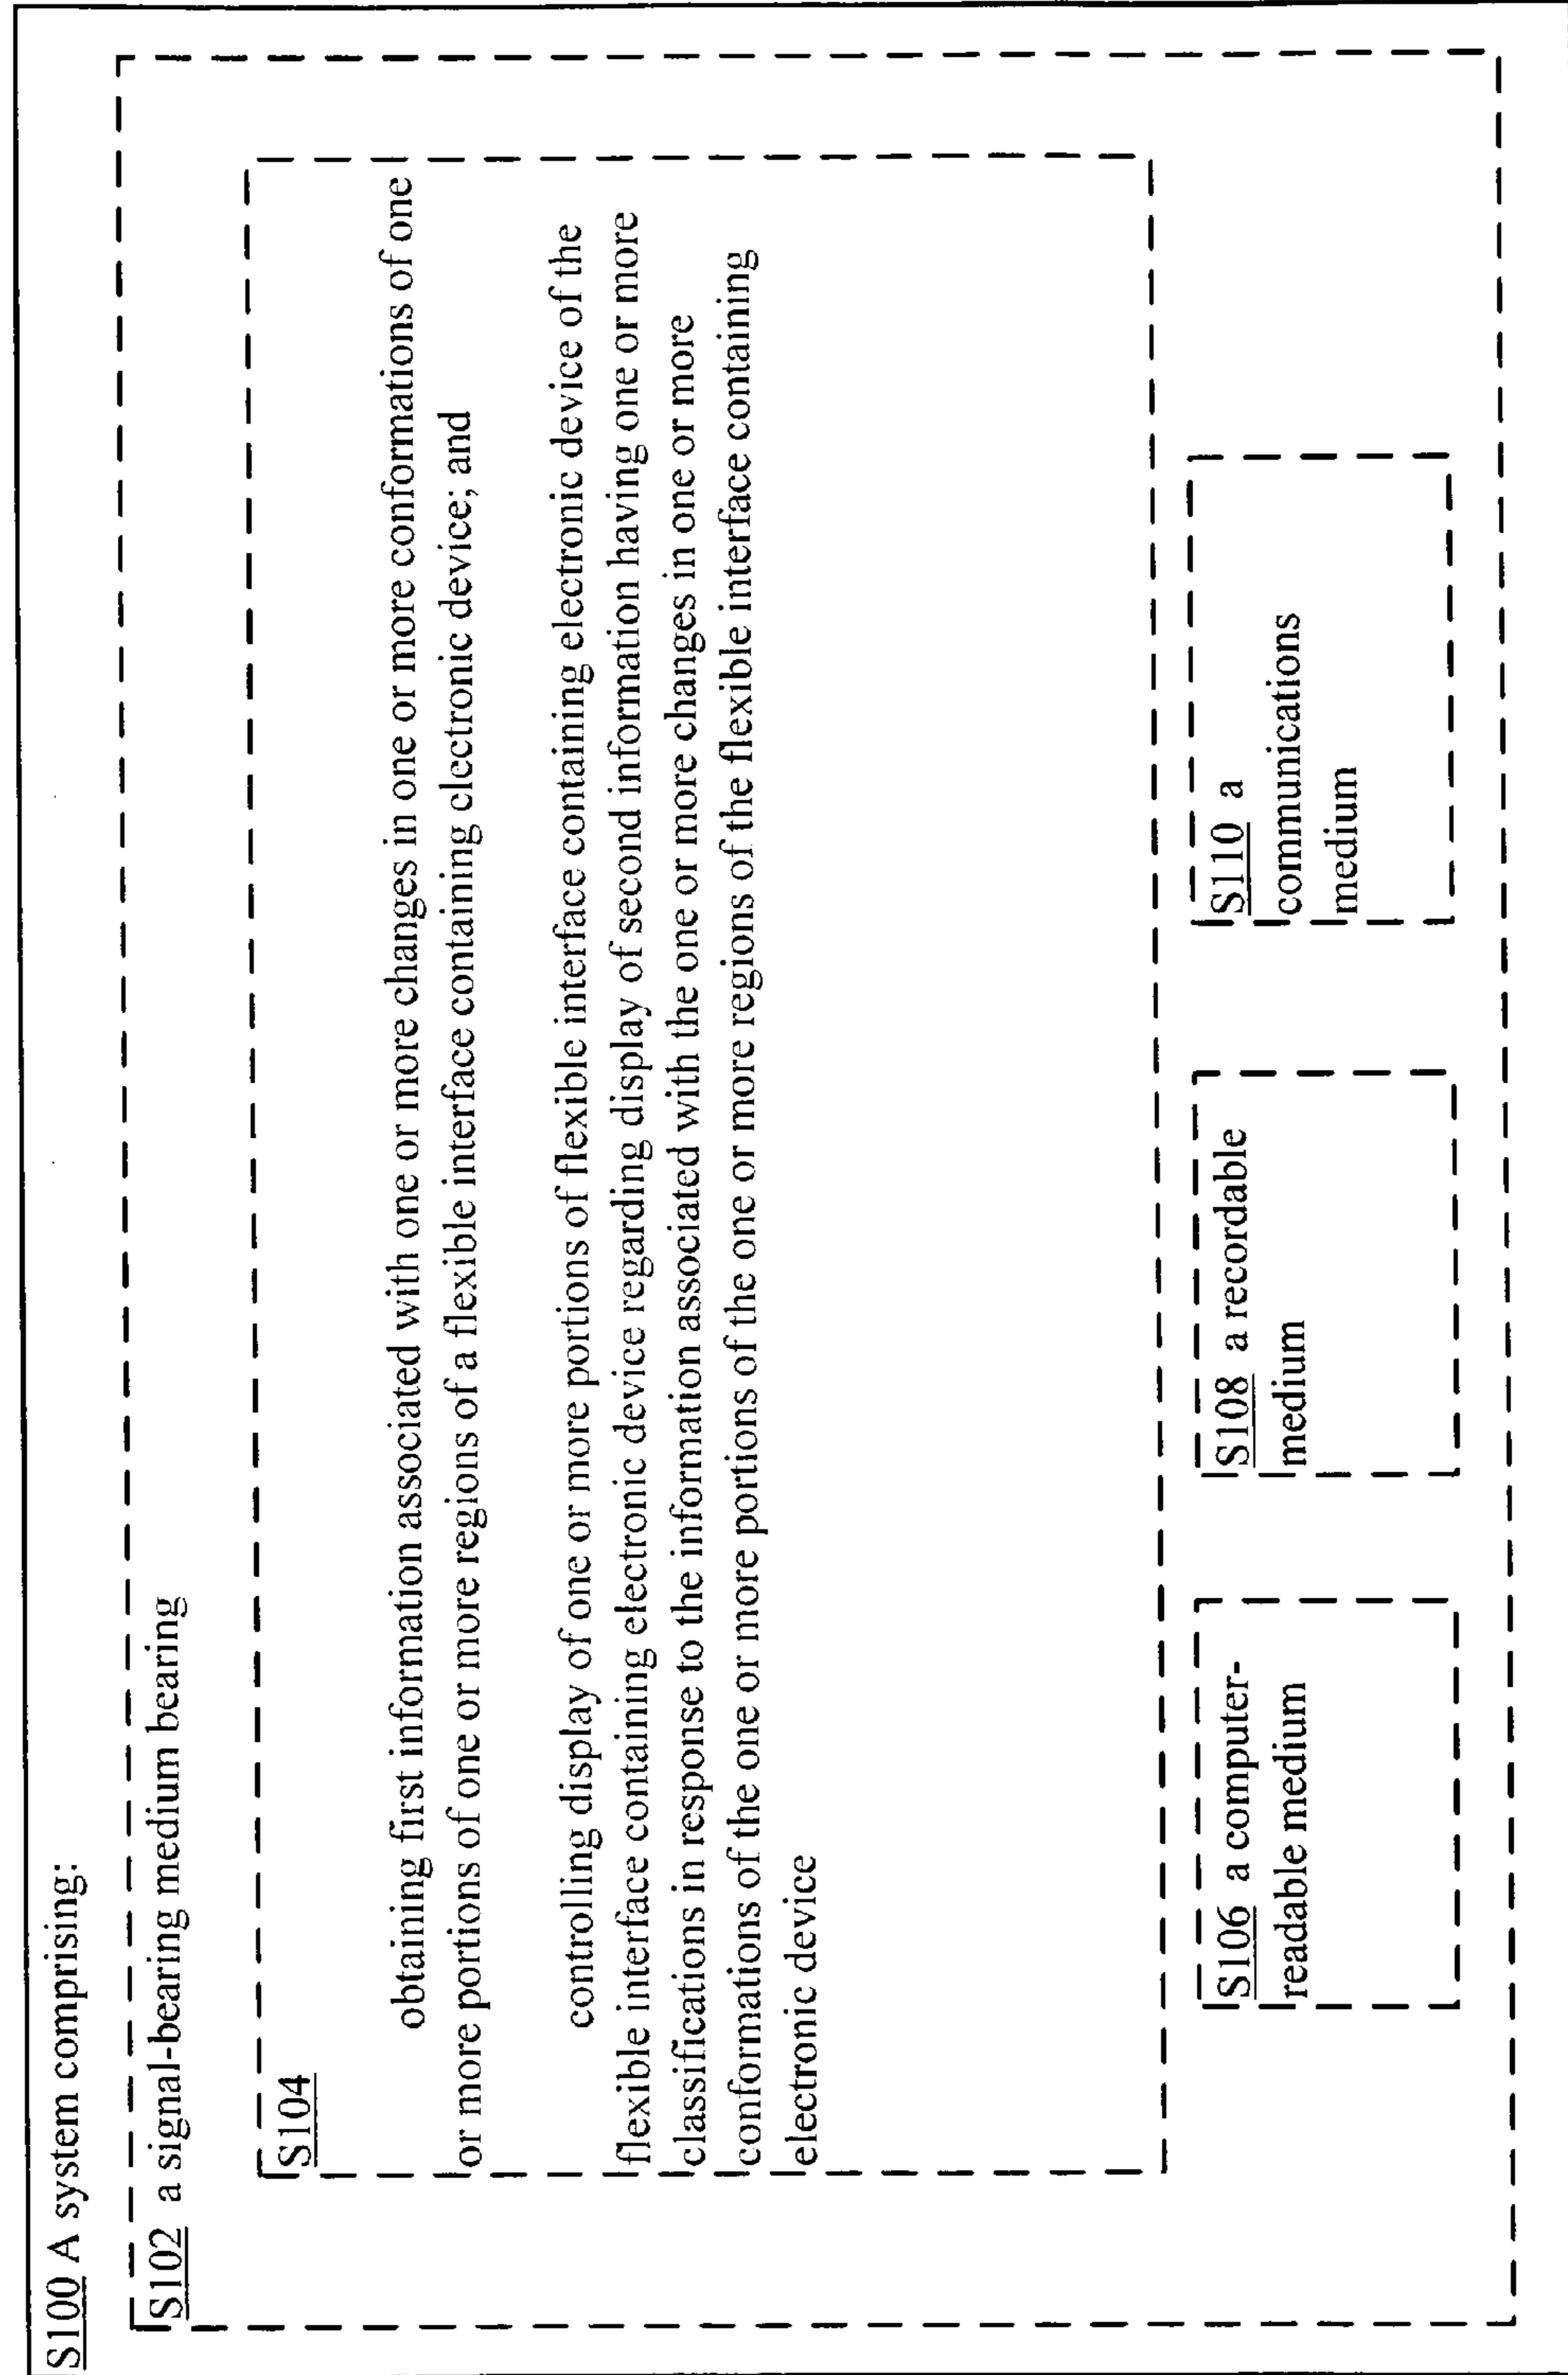 S100 A system comprising:
S102 a signal-bearing medium bearing
S104
obtaining first information associated with one or more changes in one or more conformations of one
or more portions of one or more regions of a flexible interface containing electronic device; and
controlling display of one or more portions of flexible interface containing electronic device of the
flexible interface containing electronic device regarding display of second information having one or more
classifications in response to the information associated with the one or more changes in one or more
conformations of the one or more portions of the one or more regions of the flexible interface containing
electronic device
S106 a computer-
readable medium
S108 a recordable
medium
S110 a
communications
medium